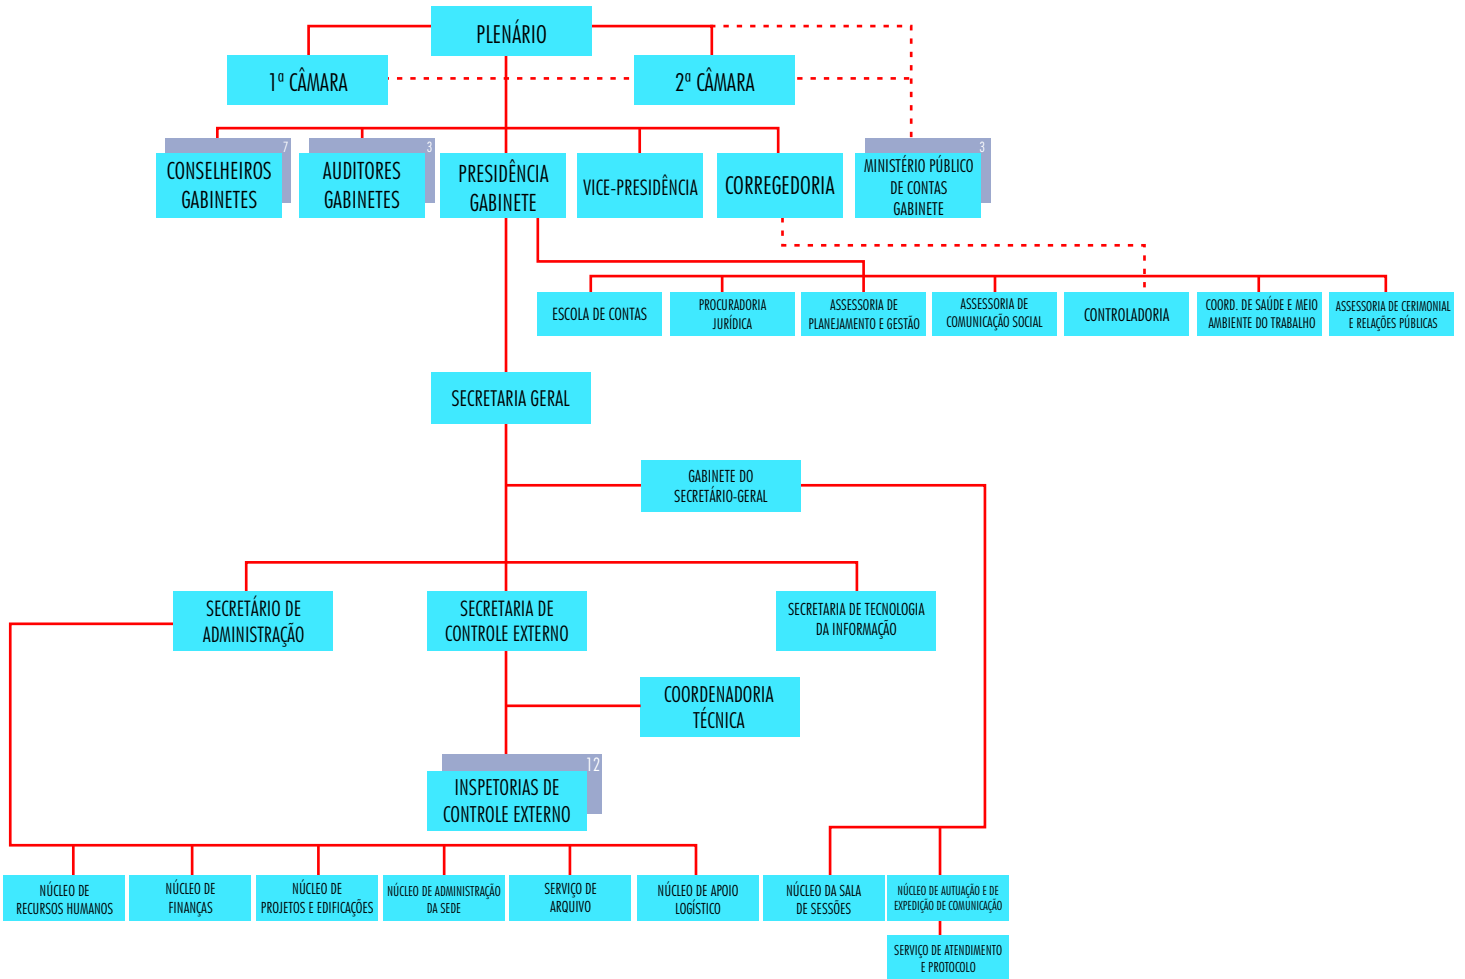 PLENÁRIO
1ª CÂMARA
2ª CÂMARA
7
CONSELHEIROS
GABINETES
3
AUDITORES
GABINETES
PRESIDÊNCIA
GABINETE
VICE-PRESIDÊNCIA
CORREGEDORIA
3
MINISTÉRIO PÚBLICO
DE CONTAS
GABINETE
ESCOLA DE CONTAS
PROCURADORIA
JURÍDICA
ASSESSORIA DE
PLANEJAMENTO E GESTÃO
ASSESSORIA DE
COMUNICAÇÃO SOCIAL
CONTROLADORIA
COORD. DE SAÚDE E MEIO
AMBIENTE DO TRABALHO
ASSESSORIA DE CERIMONIAL
E RELAÇÕES PÚBLICAS
SECRETARIA GERAL
GABINETE DO
SECRETÁRIO-GERAL
SECRETÁRIO DE
ADMINISTRAÇÃO
SECRETARIA DE
CONTROLE EXTERNO
SECRETARIA DE TECNOLOGIA
DA INFORMAÇÃO
COORDENADORIA
TÉCNICA
12
INSPETORIAS DE
CONTROLE EXTERNO
NÚCLEO DE
RECURSOS HUMANOS
NÚCLEO DE
FINANÇAS
NÚCLEO DE
PROJETOS E EDIFICAÇÕES
NÚCLEO DE ADMINISTRAÇÃO
DA SEDE
SERVIÇO DE
ARQUIVO
NÚCLEO DE APOIO
LOGÍSTICO
NÚCLEO DA SALA
DE SESSÕES
NÚCLEO DE AUTUAÇÃO E DE
EXPEDIÇÃO DE COMUNICAÇÃO
SERVIÇO DE ATENDIMENTO
E PROTOCOLO